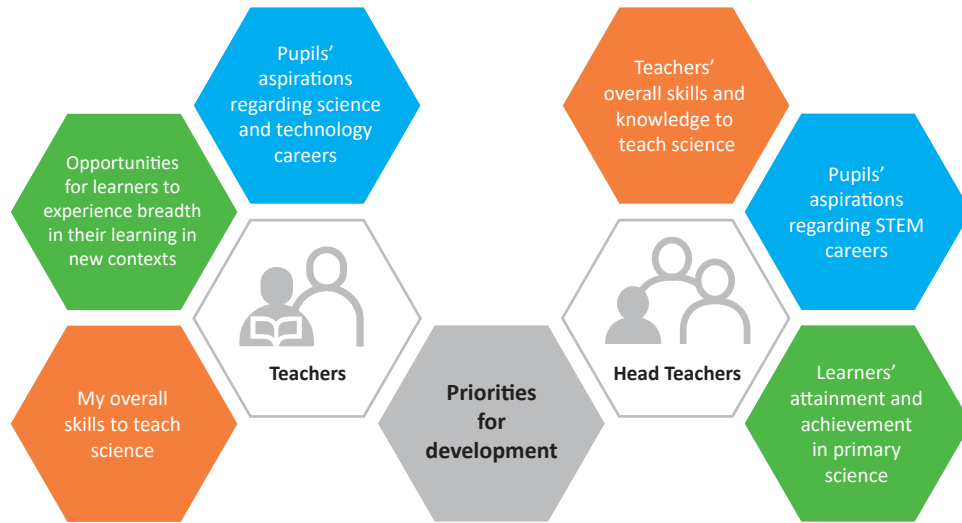 Pupils’
aspirations
regarding science
and technology
careers
Opportunities
for learners to
experience breadth
in their learning in
new contexts
My overall
skills to teach
science
Teachers
Priorities
for
development
Teachers’
overall skills and
knowledge to
teach science
Pupils’
aspirations
regarding STEM
careers
Head Teachers
Learners’
attainment and
achievement
in primary
science